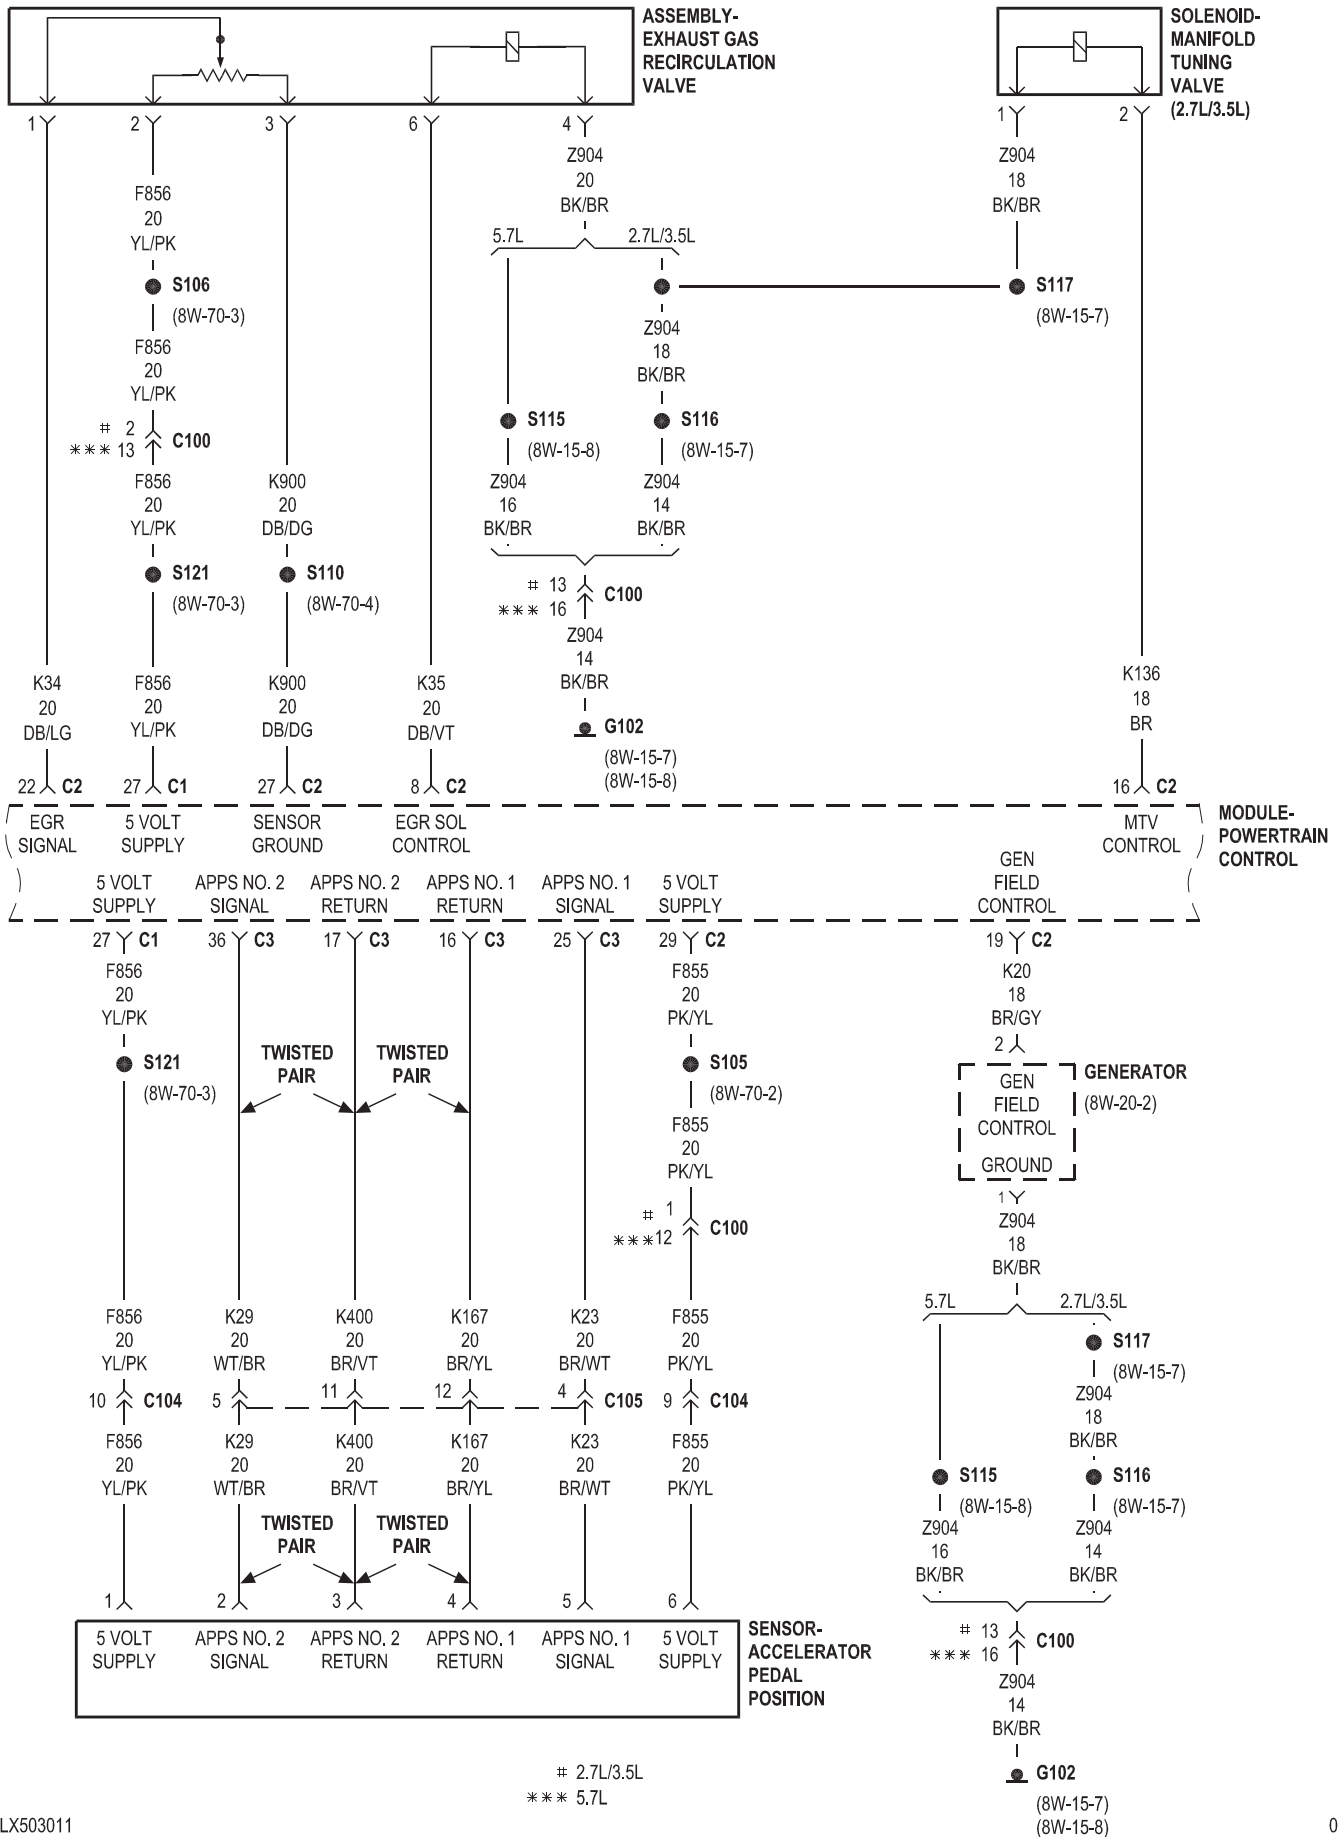 ASSEMBLY-
EXHAUST GAS
RECIRCULATION
VALVE
SOLENOID-
MANIFOLD
TUNING
VALVE
(2.7L/3.5L)
1
2
3
6
4
1
2
F856
20
YL/PK
Z904
20
BK/BR
Z904
18
BK/BR
5.7L
2.7L/3.5L
S106
(8W-70-3)
S117
(8W-15-7)
F856
20
YL/PK
Z904
18
BK/BR
# 2
*** 13
C100
S115
(8W-15-8)
S116
(8W-15-7)
F856
20
YL/PK
K900
20
DB/DG
Z904
16
BK/BR
Z904
14
BK/BR
S121
(8W-70-3)
S110
(8W-70-4)
# 13
*** 16
C100
Z904
14
BK/BR
K34
20
DB/LG
F856
20
YL/PK
K900
20
DB/DG
K35
20
DB/VT
K136
18
BR
G102
(8W-15-7)
(8W-15-8)
22 C2
27 C1
27 C2
8 C2
16 C2
EGR
SIGNAL
5 VOLT
SUPPLY
SENSOR
GROUND
EGR SOL
CONTROL
MTV
CONTROL
MODULE-
POWERTRAIN
CONTROL
5 VOLT
SUPPLY
APPS NO. 2
SIGNAL
APPS NO. 2
RETURN
APPS NO. 1
RETURN
APPS NO. 1
SIGNAL
5 VOLT
SUPPLY
GEN
FIELD
CONTROL
27 C1
36 C3
17 C3
16 C3
25 C3
29 C2
19 C2
F856
20
YL/PK
F855
20
PK/YL
K20
18
BR/GY
2
S121
(8W-70-3)
TWISTED
PAIR
TWISTED
PAIR
S105
(8W-70-2)
GEN
FIELD
CONTROL
GROUND
GENERATOR
(8W-20-2)
F855
20
PK/YL
1
# 1
***12
C100
Z904
18
BK/BR
5.7L
2.7L/3.5L
F856
20
YL/PK
K29
20
WT/BR
K400
20
BR/VT
K167
20
BR/YL
K23
20
BR/WT
F855
20
PK/YL
S117
(8W-15-7)
Z904
18
BK/BR
10 C104
5
11
12
4 C105
9 C104
F856
20
YL/PK
K29
20
WT/BR
K400
20
BR/VT
K167
20
BR/YL
K23
20
BR/WT
F855
20
PK/YL
S115
(8W-15-8)
S116
(8W-15-7)
TWISTED
PAIR
TWISTED
PAIR
Z904
16
BK/BR
Z904
14
BK/BR
1
2
3
4
5
6
5 VOLT
SUPPLY
APPS NO. 2
SIGNAL
APPS NO. 2
RETURN
APPS NO. 1
RETURN
APPS NO. 1
SIGNAL
5 VOLT
SUPPLY
SENSOR-
ACCELERATOR
PEDAL
POSITION
# 13
*** 16
C100
Z904
14
BK/BR
G102
(8W-15-7)
(8W-15-8)
# 2.7L/3.5L
*** 5.7L
LX503011
0